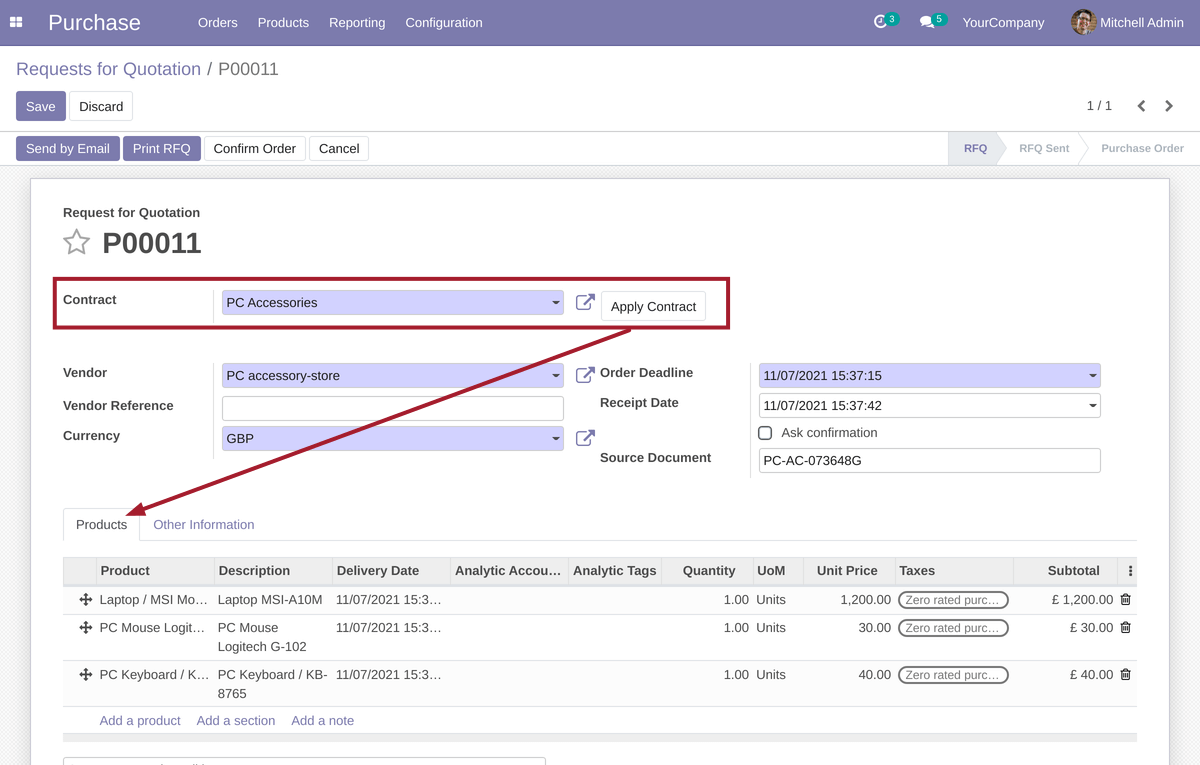 Purchase Orders Products Reporting Configuration 3 5 YourCompany Mitchell Admin
Requests for Quotation / P00011
Save Discard 1 / 1
Send by Email Print RFQ Confirm Order Cancel RFQ RFQ Sent Purchase Order
Request for Quotation
P00011
Contract PC Accessories Apply Contract
Vendor PC accessory-store Order Deadline 11/07/2021 15:37:15
Vendor Reference Receipt Date 11/07/2021 15:37:42
Currency GBP Ask confirmation
Source Document PC-AC-073648G
Products Other Information
Product Description Delivery Date Analytic Accou... Analytic Tags Quantity UoM Unit Price Taxes Subtotal
Laptop / MSI Mo... Laptop MSI-A10M 11/07/2021 15:3... 1.00 Units 1,200.00 Zero rated purc... £ 1,200.00
PC Mouse Logit... PC Mouse 11/07/2021 15:3... 1.00 Units 30.00 Zero rated purc... £ 30.00
Logitech G-102
PC Keyboard / K... PC Keyboard / KB- 11/07/2021 15:3... 1.00 Units 40.00 Zero rated purc... £ 40.00
8765
Add a product Add a section Add a note